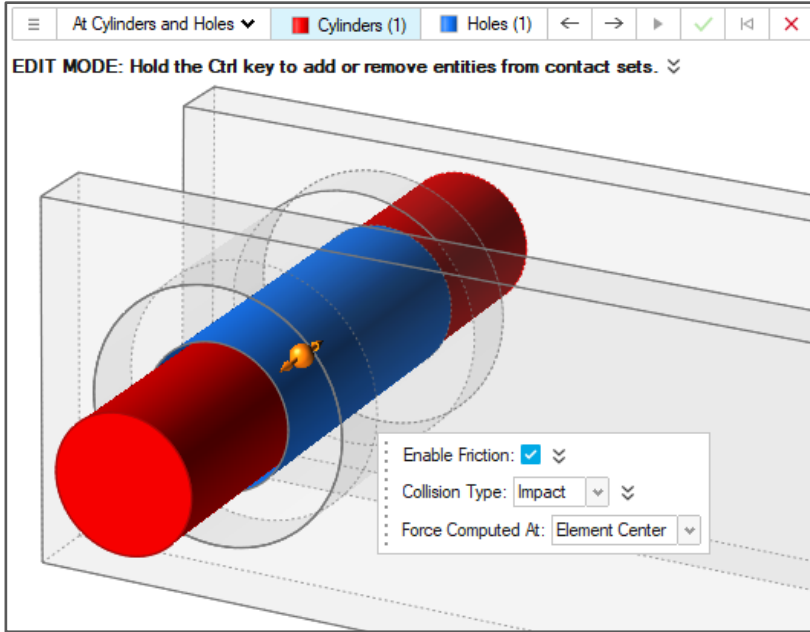 At Cylinders and Holes Cylinders (1) Holes (1)
EDIT MODE: Hold the Ctrl key to add or remove entities from contact sets.
Enable Friction:
Collision Type: Impact
Force Computed At: Element Center